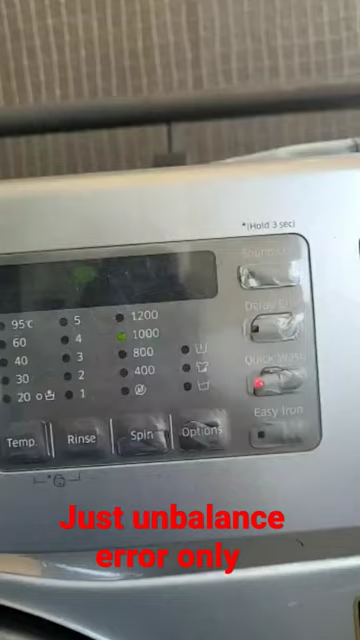 *(Hold 3 sec)
Sound
Delay End
95℃ 5 1200
60 4 1000
40 3 800
30 2 400
20 1
Quick Wash
Easy Iron
Temp. Rinse Spin Options
Just unbalance
error only